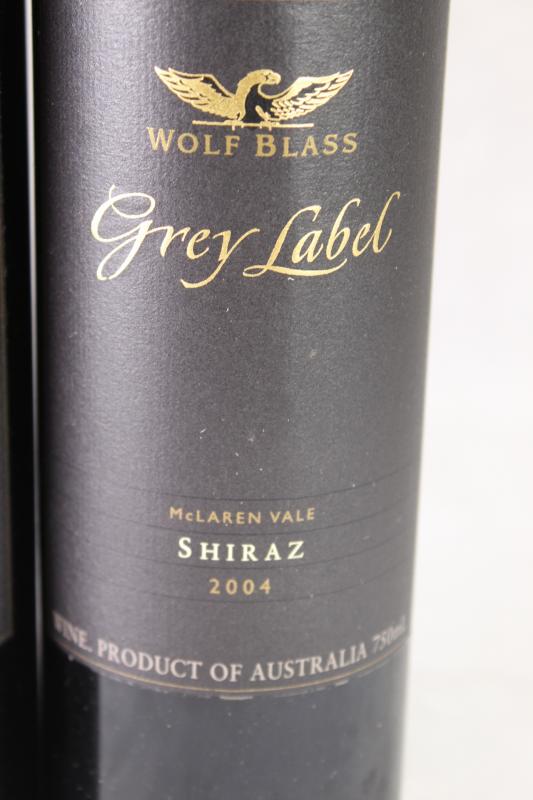 WOLF BLASS
Grey Label
McLAREN VALE
SHIRAZ
2004
WINE. PRODUCT OF AUSTRALIA 750mL